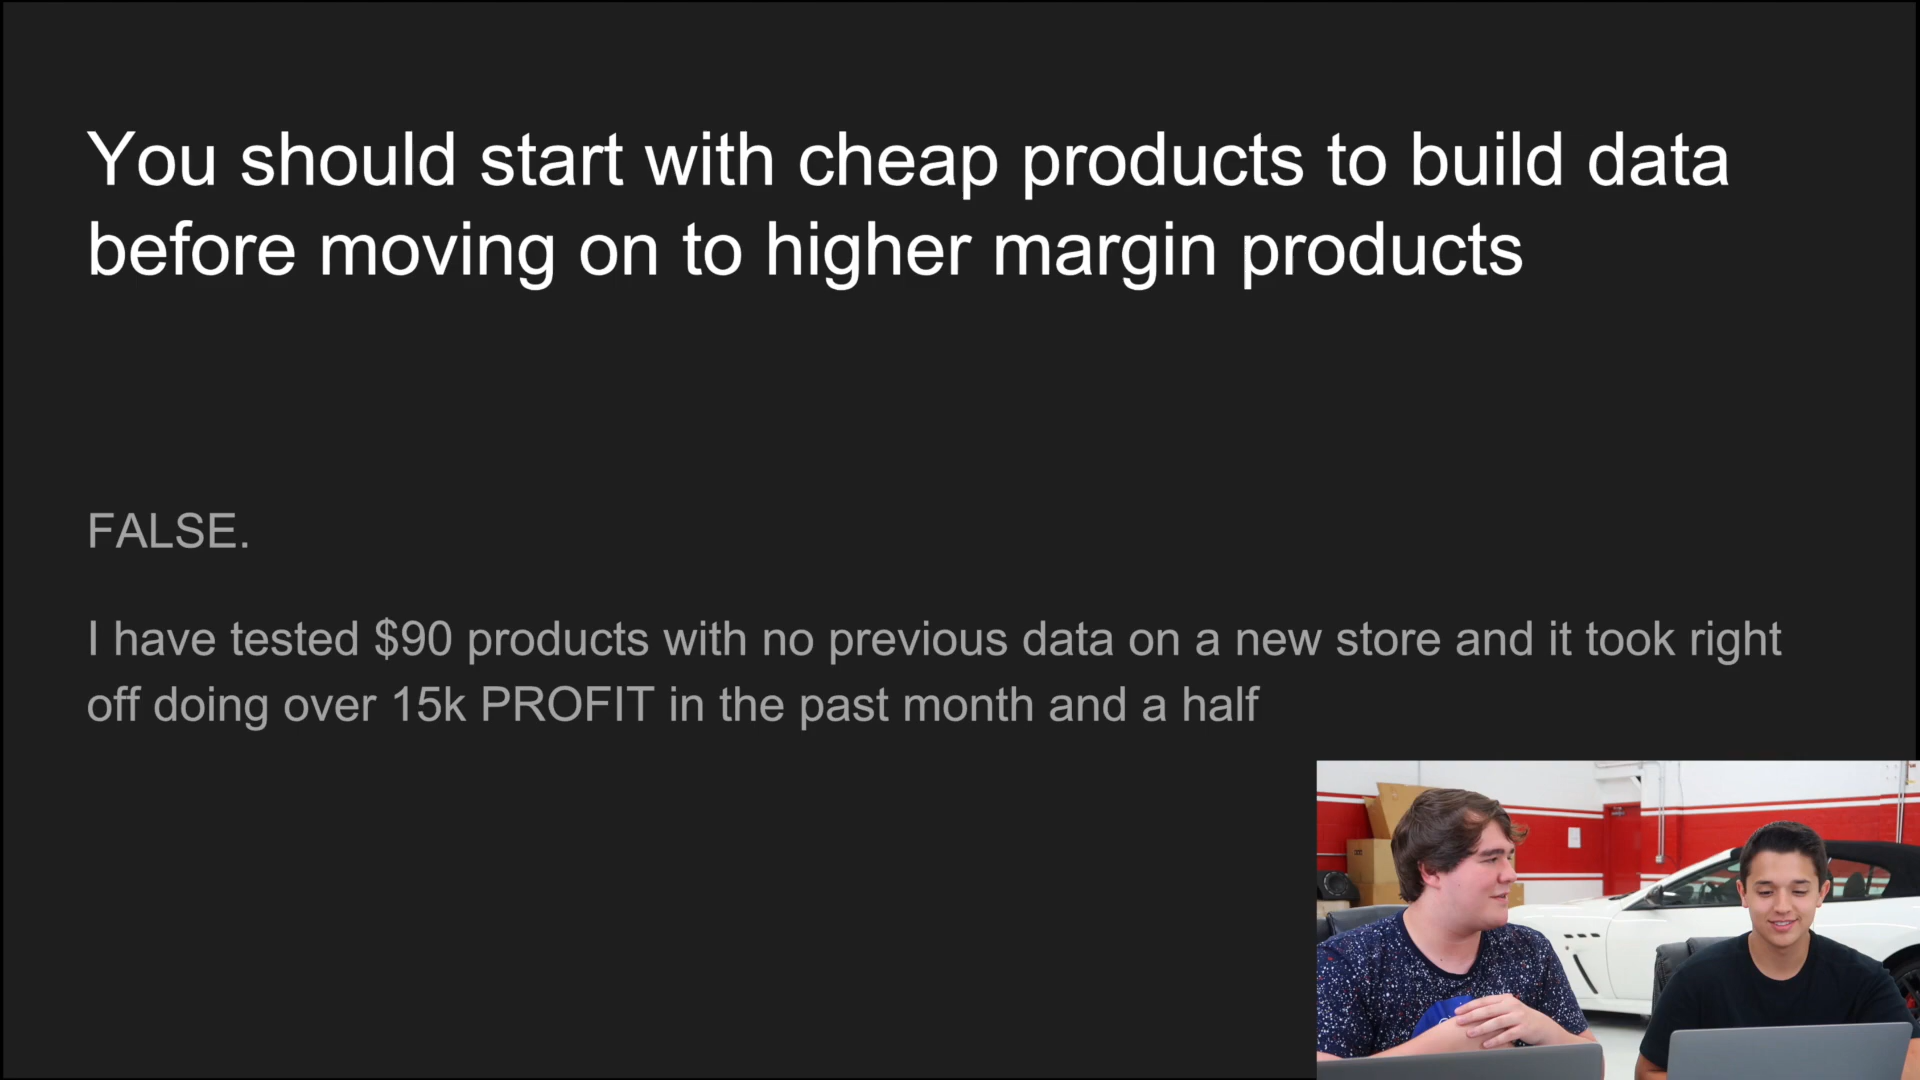 You should start with cheap products to build data
before moving on to higher margin products
FALSE.
I have tested $90 products with no previous data on a new store and it took right
off doing over 15k PROFIT in the past month and a half